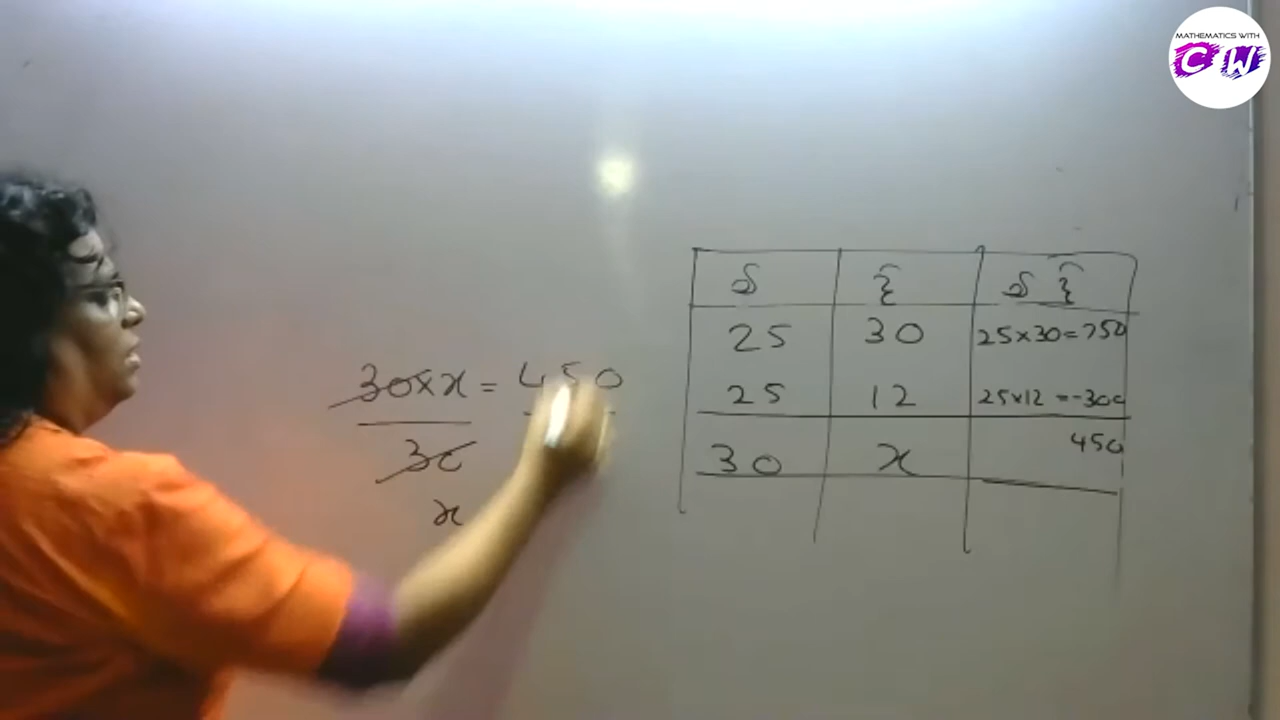 MATHEMATICS WITH
C W
මි දි මි දි
25 30 25×30=750
25 12 25×12 =-300
30 x 450
30×x = 450
30
x